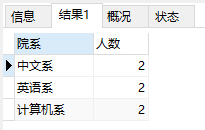 信息 结果1 概况 状态
院系 人数
中文系 2
英语系 2
计算机系 2